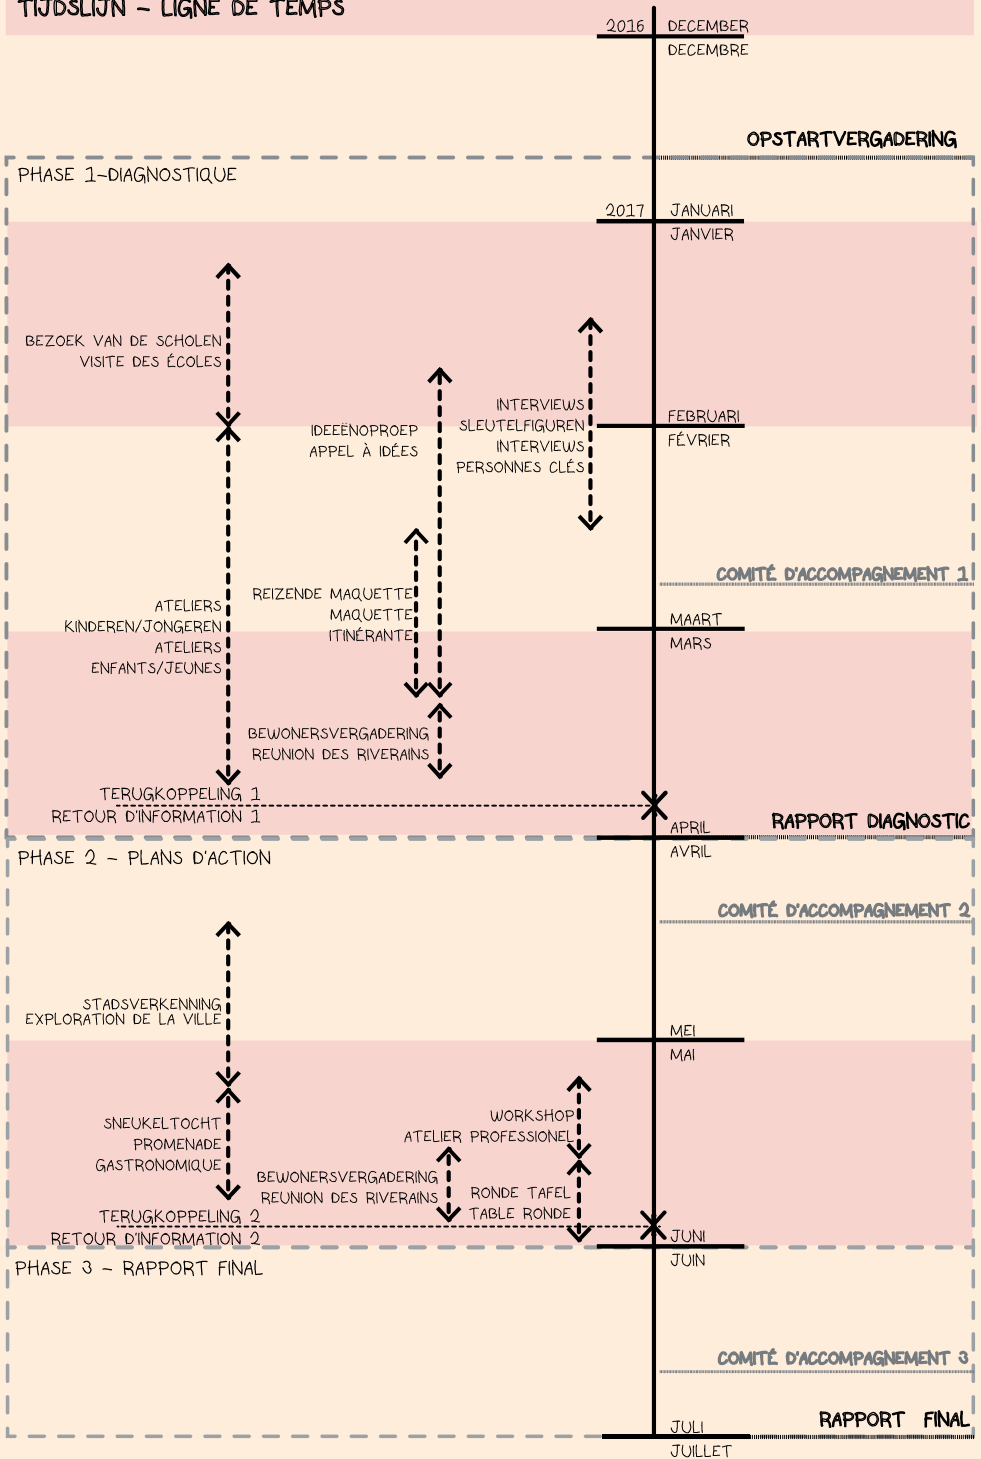 TIJDSLIJN – LIGNE DE TEMPS
2016 DECEMBER
DECEMBRE
OPSTARTVERGADERING
PHASE 1-DIAGNOSTIQUE
2017 JANUARI
JANVIER
BEZOEK VAN DE SCHOLEN
VISITE DES ÉCOLES
INTERVIEWS
SLEUTELFIGUREN
INTERVIEWS
PERSONNES CLÉS
IDEEËNOPROEP
APPEL À IDÉES
FEBRUARI
FÉVRIER
COMITÉ D'ACCOMPAGNEMENT 1
REIZENDE MAQUETTE
MAQUETTE
ITINÉRANTE
ATELIERS
KINDEREN/JONGEREN
ATELIERS
ENFANTS/JEUNES
MAART
MARS
BEWONERSVERGADERING
REUNION DES RIVERAINS
TERUGKOPPELING 1
RETOUR D'INFORMATION 1
RAPPORT DIAGNOSTIC
APRIL
AVRIL
PHASE 2 – PLANS D'ACTION
COMITÉ D'ACCOMPAGNEMENT 2
STADSVERKENNING
EXPLORATION DE LA VILLE
MEI
MAI
SNEUKELTOCHT
PROMENADE
GASTRONOMIQUE
WORKSHOP
ATELIER PROFESSIONEL
BEWONERSVERGADERING
REUNION DES RIVERAINS
RONDE TAFEL
TABLE RONDE
TERUGKOPPELING 2
RETOUR D'INFORMATION 2
JUNI
JUIN
PHASE 3 – RAPPORT FINAL
COMITÉ D'ACCOMPAGNEMENT 3
RAPPORT FINAL
JULI
JUILLET